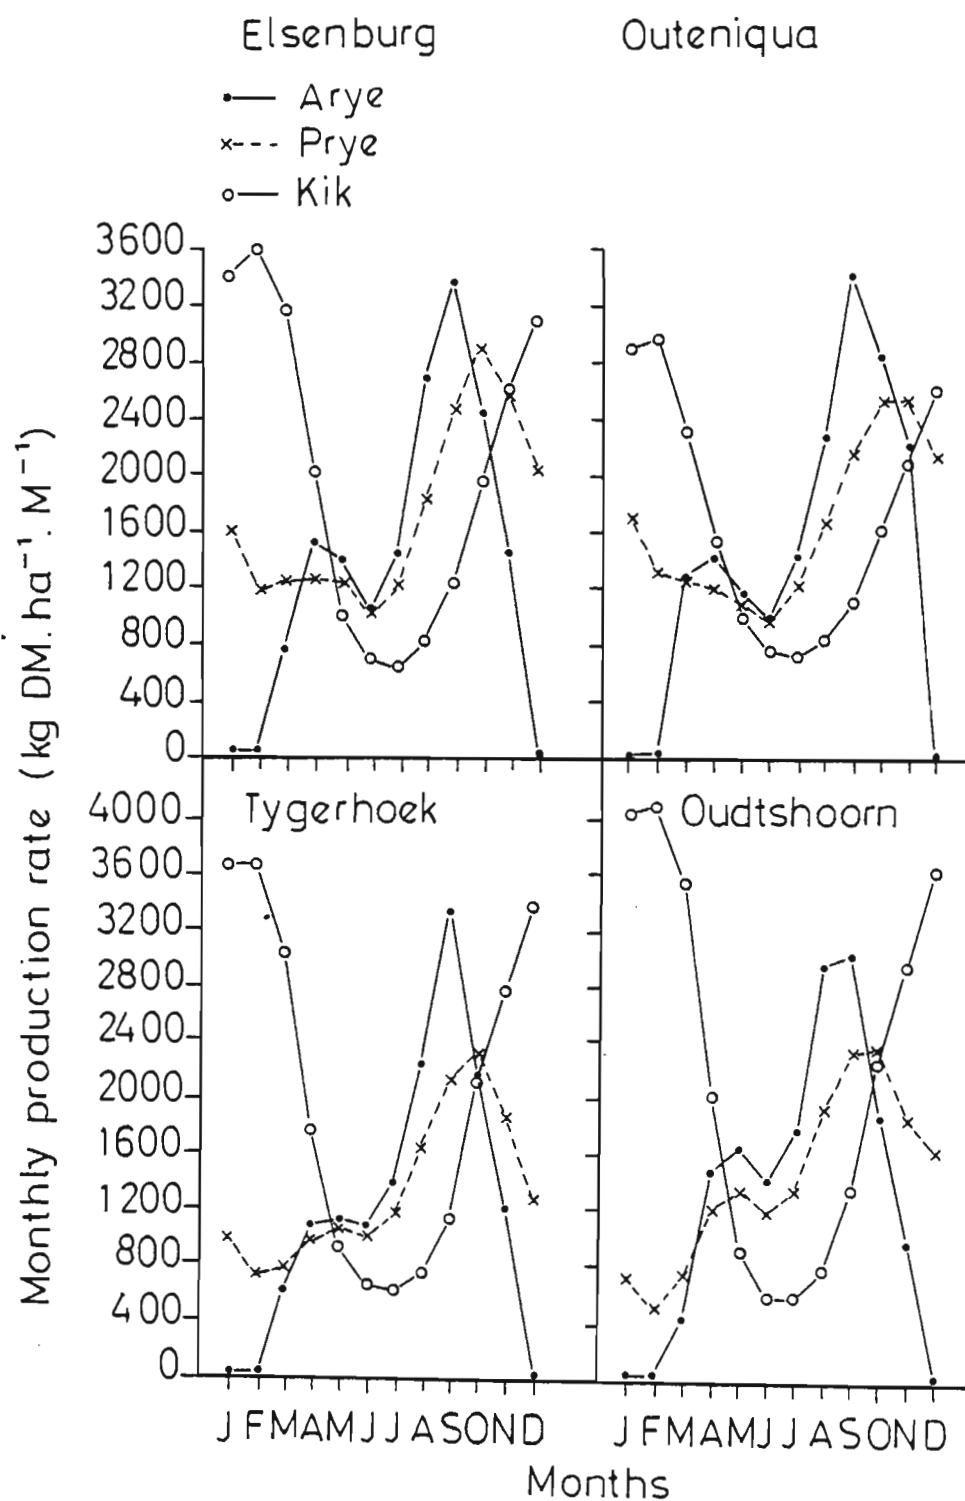 Elsenburg
Outeniqua
Arye
Prye
Kik
3600
3200
2800
2400
2000
1600
1200
800
400
0
Tygerhoek
Oudtshoorn
4000
3600
3200
2800
2400
2000
1600
1200
800
400
0
Monthly production rate (kg DM.ha⁻¹. M⁻¹)
J F M A M J J A S O N D
J F M A M J J A S O N D
Months